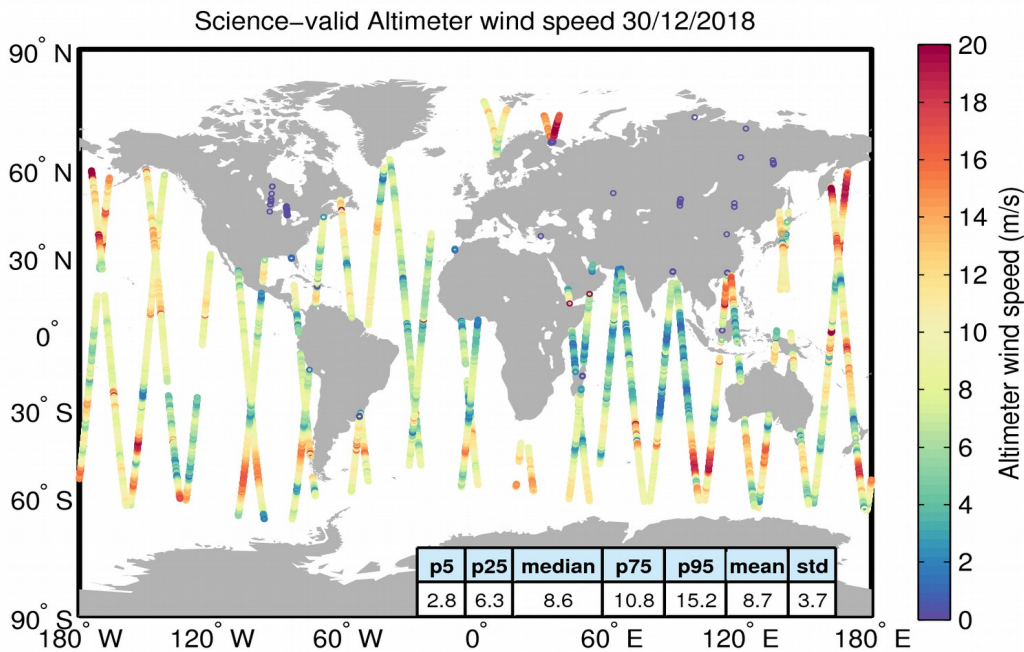 Science−valid Altimeter wind speed 30/12/2018
90° N
60° N
30° N
0°
30° S
60° S
90° S
180° W
120° W
60° W
0°
60° E
120° E
180° E
p5 p25 median p75 p95 mean std
2.8 6.3 8.6 10.8 15.2 8.7 3.7
20
18
16
14
12
10
8
6
4
2
0
Altimeter wind speed (m/s)